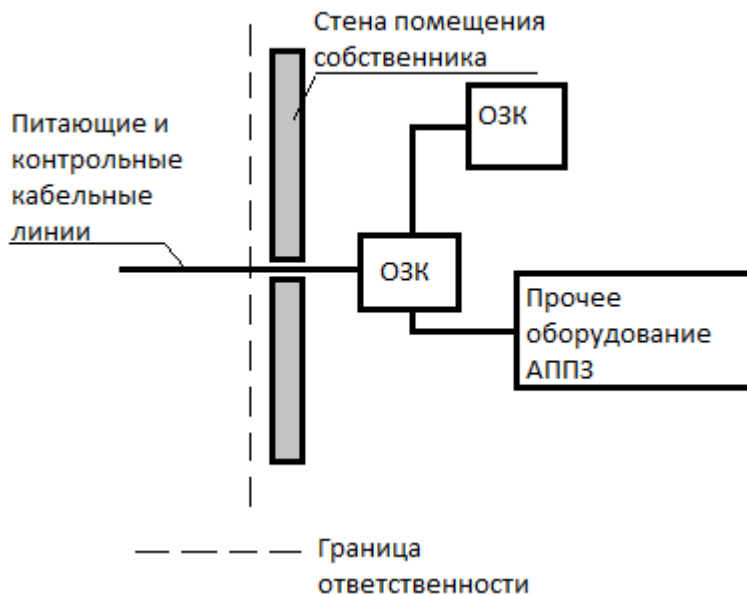 Стена помещения
собственника
Питающие и
контрольные
кабельные
линии
ОЗК
ОЗК
Прочее
оборудование
АППЗ
Граница
ответственности